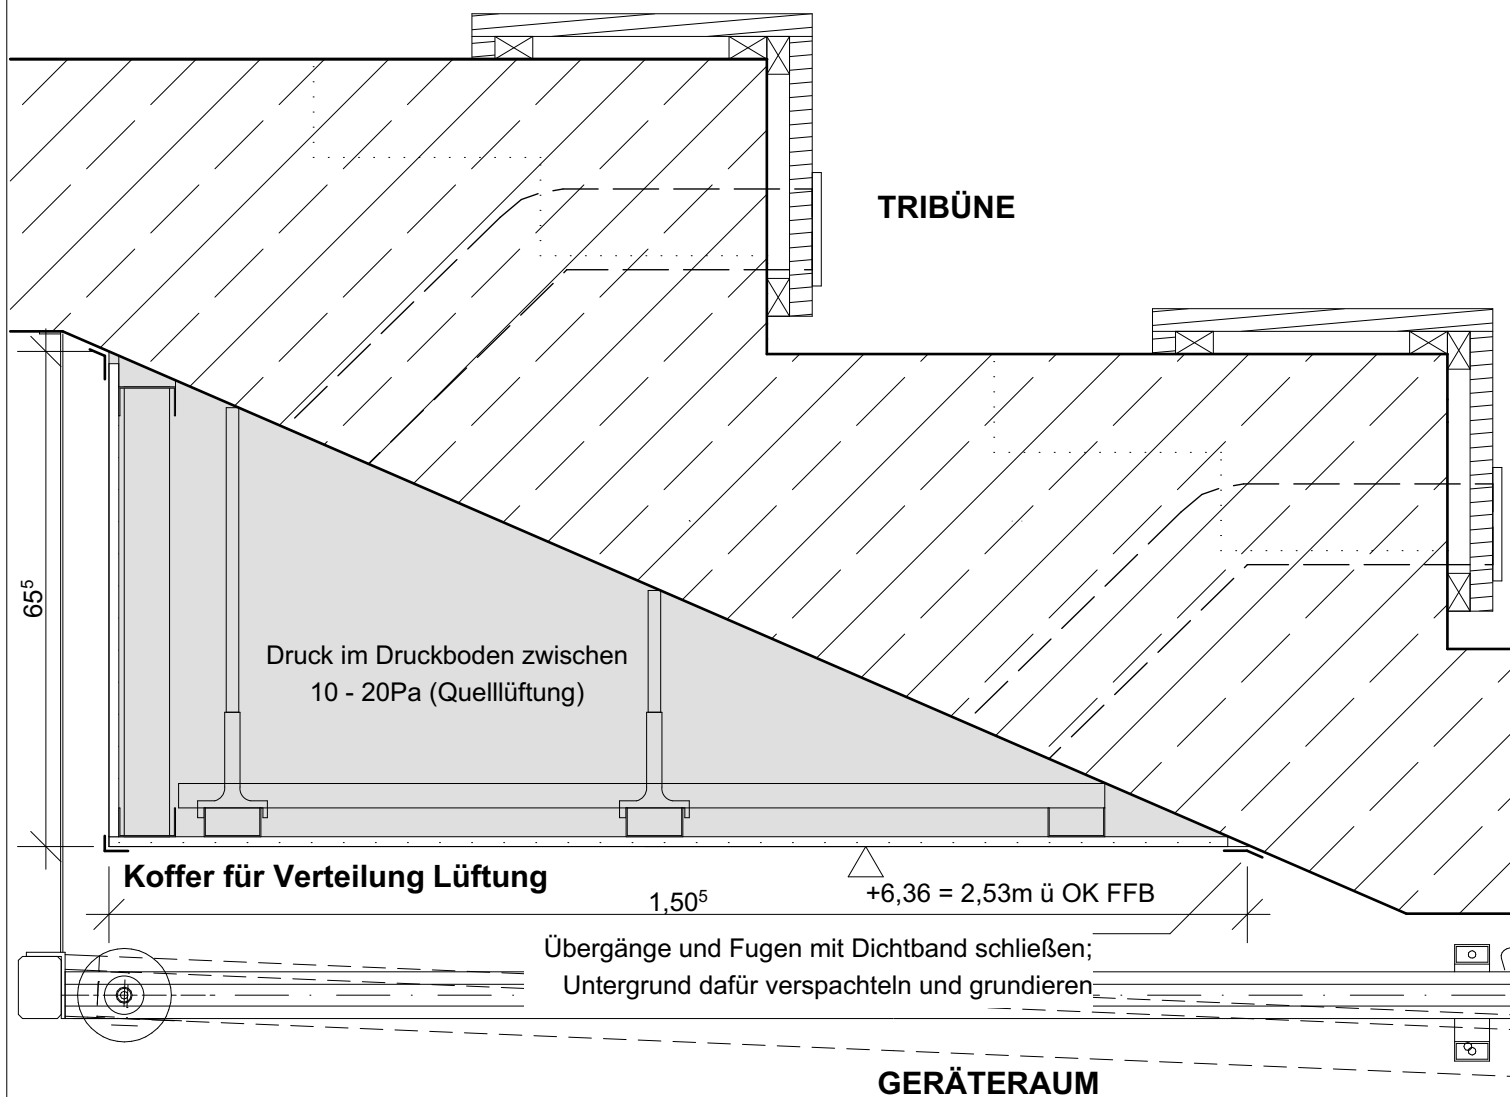 TRIBÜNE
65⁵
Druck im Druckboden zwischen
10 - 20Pa (Quelllüftung)
Koffer für Verteilung Lüftung
1,50⁵
+6,36 = 2,53m ü OK FFB
Übergänge und Fugen mit Dichtband schließen;
Untergrund dafür verspachteln und grundieren
GERÄTERAUM